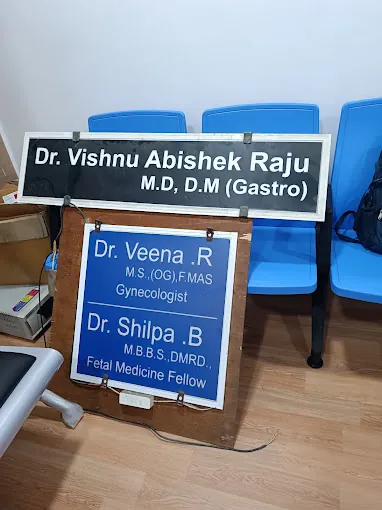 Dr. Vishnu Abishek Raju
M.D, D.M (Gastro)
Dr. Veena .R
M.S.,(OG),F.MAS
Gynecologist
Dr. Shilpa .B
M.B.B.S.,DMRD.,
Fetal Medicine Fellow